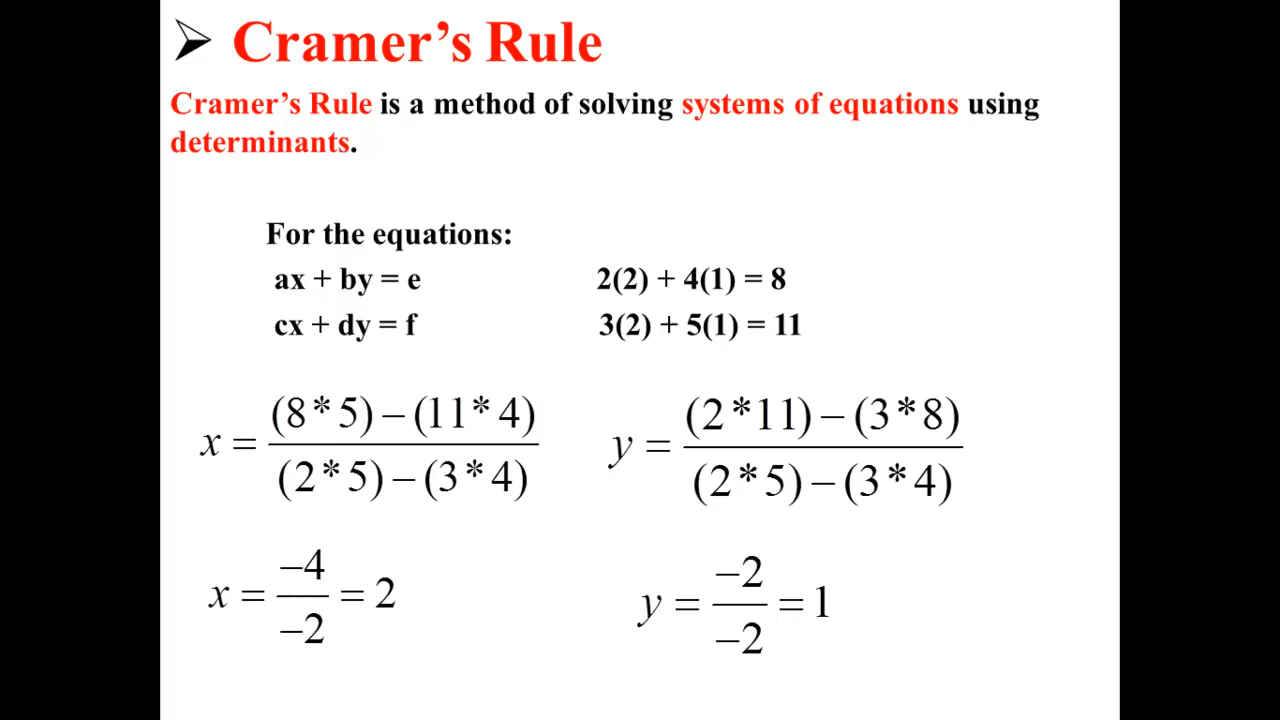 ➢ Cramer’s Rule
Cramer’s Rule is a method of solving systems of equations using
determinants.
For the equations:
ax + by = e
2(2) + 4(1) = 8
cx + dy = f
3(2) + 5(1) = 11
x = (8*5)–(11*4) / (2*5)–(3*4)
y = (2*11)–(3*8) / (2*5)–(3*4)
x = –4 / –2 = 2
y = –2 / –2 = 1